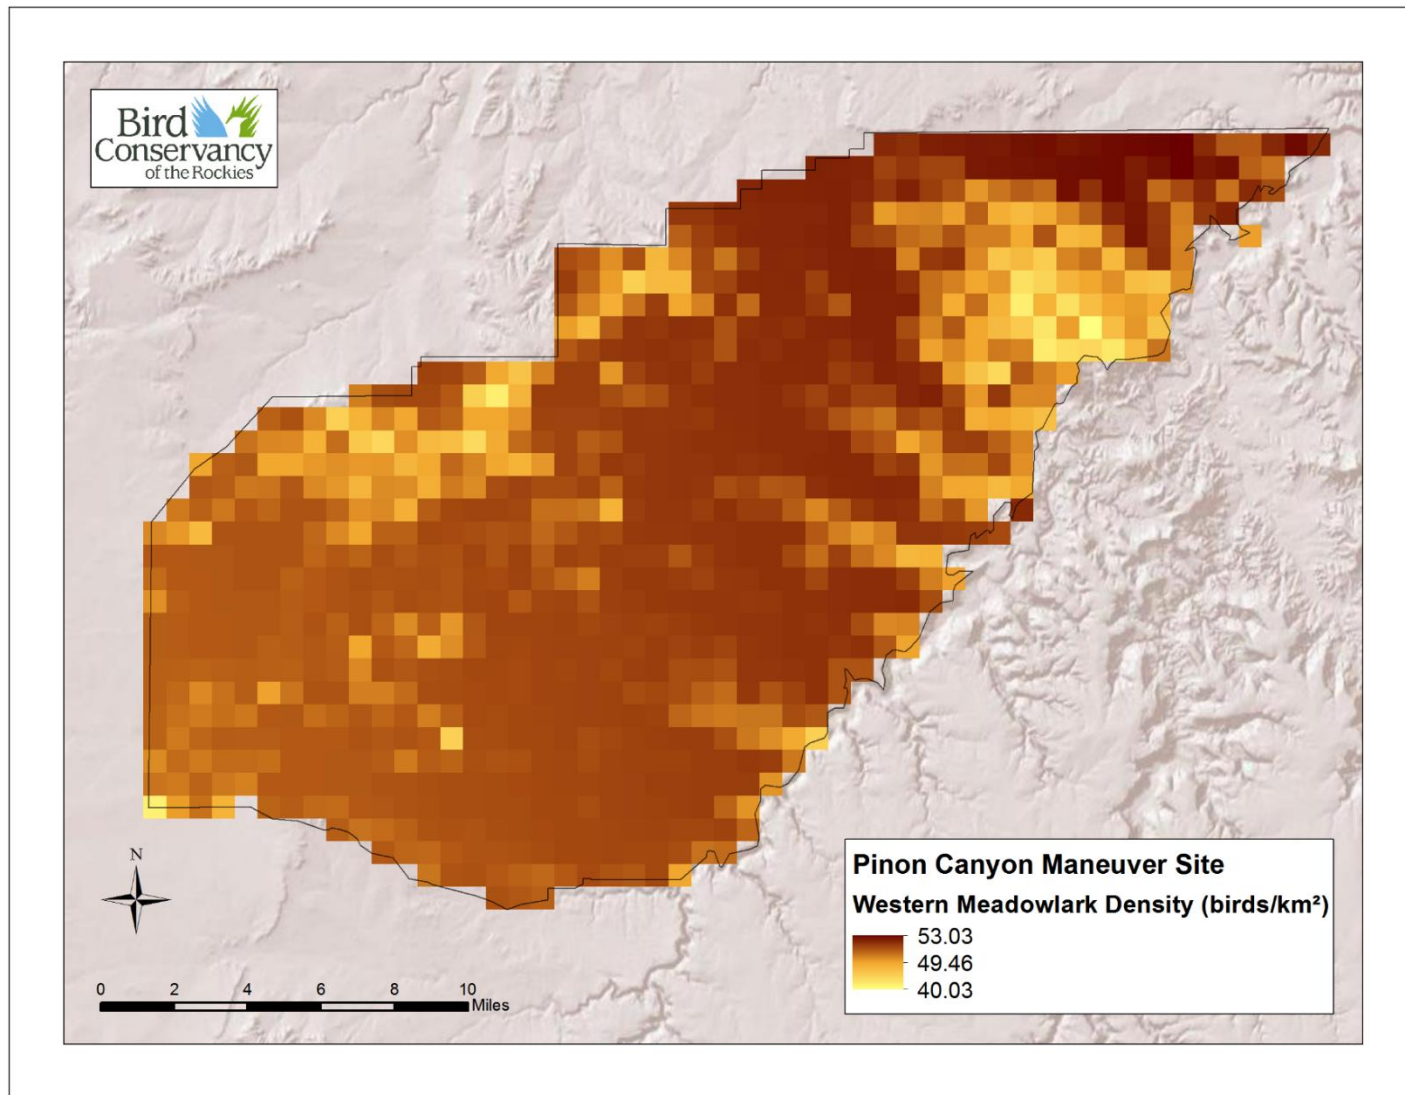 Bird
Conservancy
of the Rockies
N
0 2 4 6 8 10
Miles
Pinon Canyon Maneuver Site
Western Meadowlark Density (birds/km²)
53.03
49.46
40.03